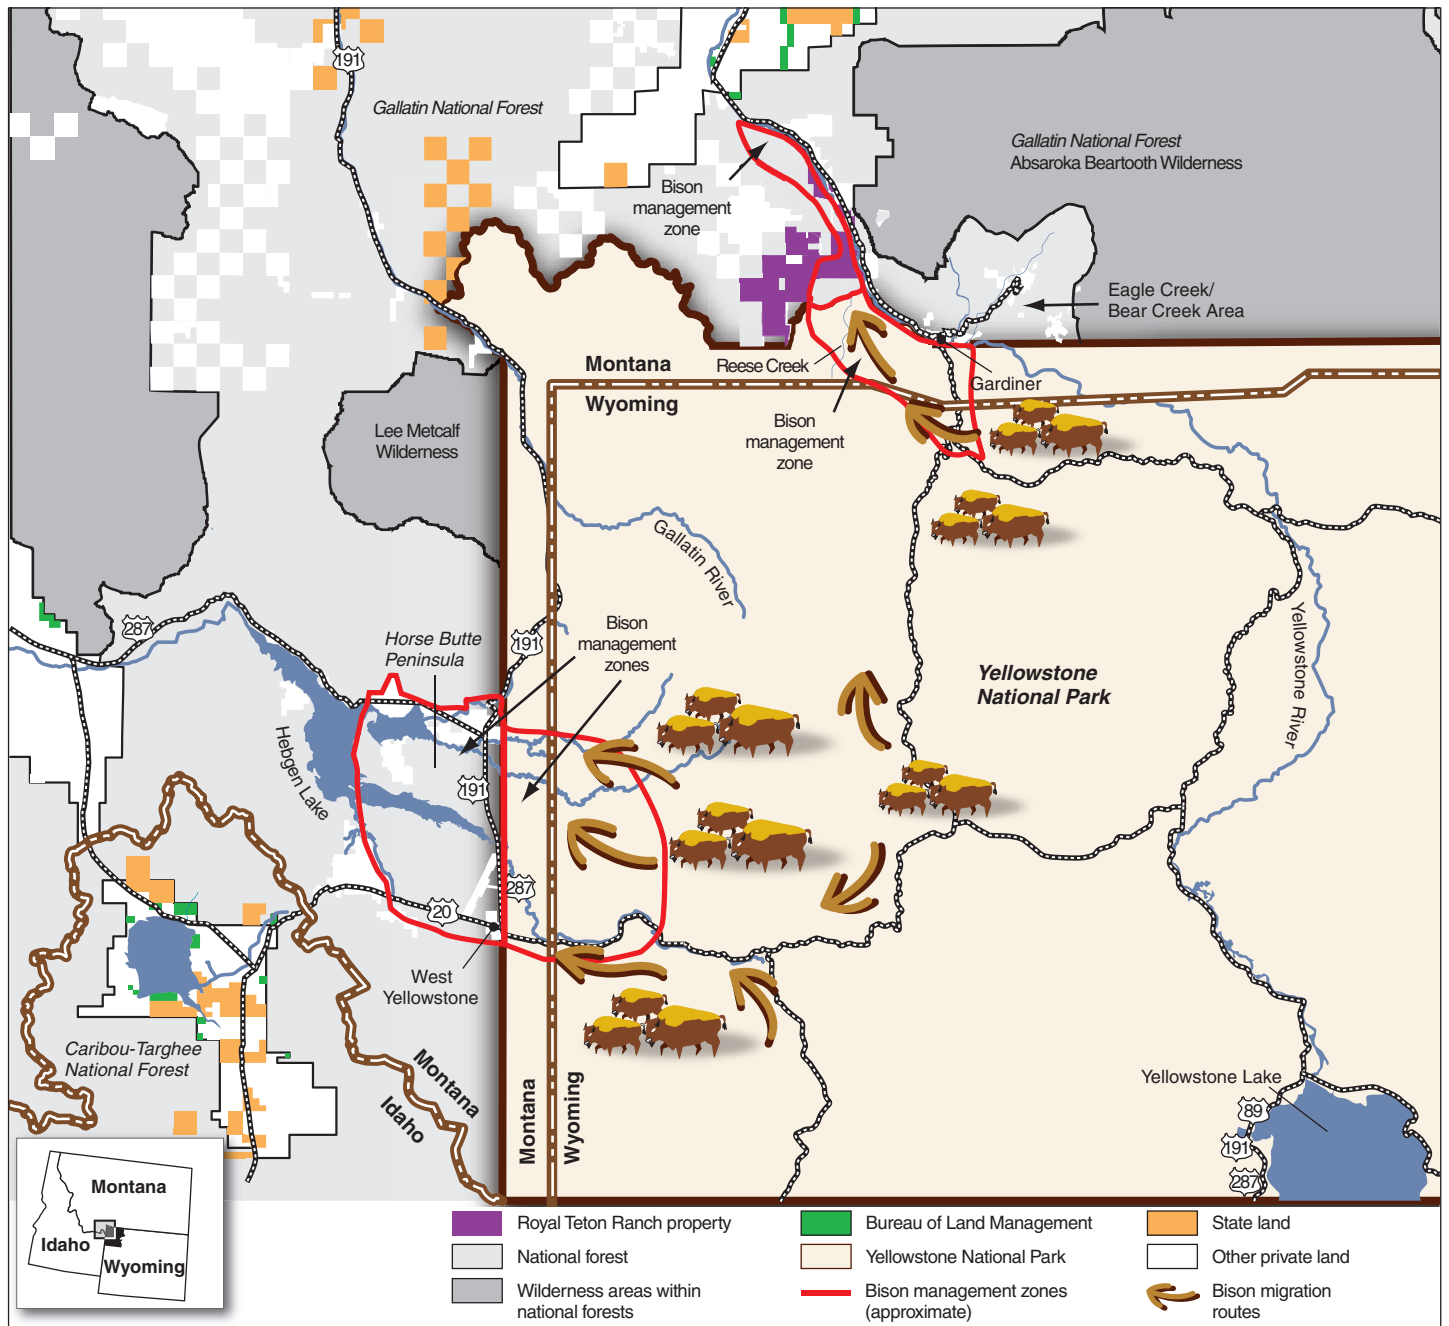 191
Gallatin National Forest
Gallatin National Forest
Absaroka Beartooth Wilderness
Bison
management
zone
Eagle Creek/
Bear Creek Area
Reese Creek
Gardiner
Montana
Wyoming
Bison
management
zone
Lee Metcalf
Wilderness
Gallatin River
Yellowstone River
287
191
Horse Butte
Peninsula
Bison
management
zones
Yellowstone
National Park
Hebgen Lake
191
287
20
West
Yellowstone
Caribou-Targhee
National Forest
Montana
Idaho
Montana
Wyoming
Yellowstone Lake
89
191
287
Montana
Idaho
Wyoming
Royal Teton Ranch property
National forest
Wilderness areas within
national forests
Bureau of Land Management
Yellowstone National Park
Bison management zones
(approximate)
State land
Other private land
Bison migration
routes